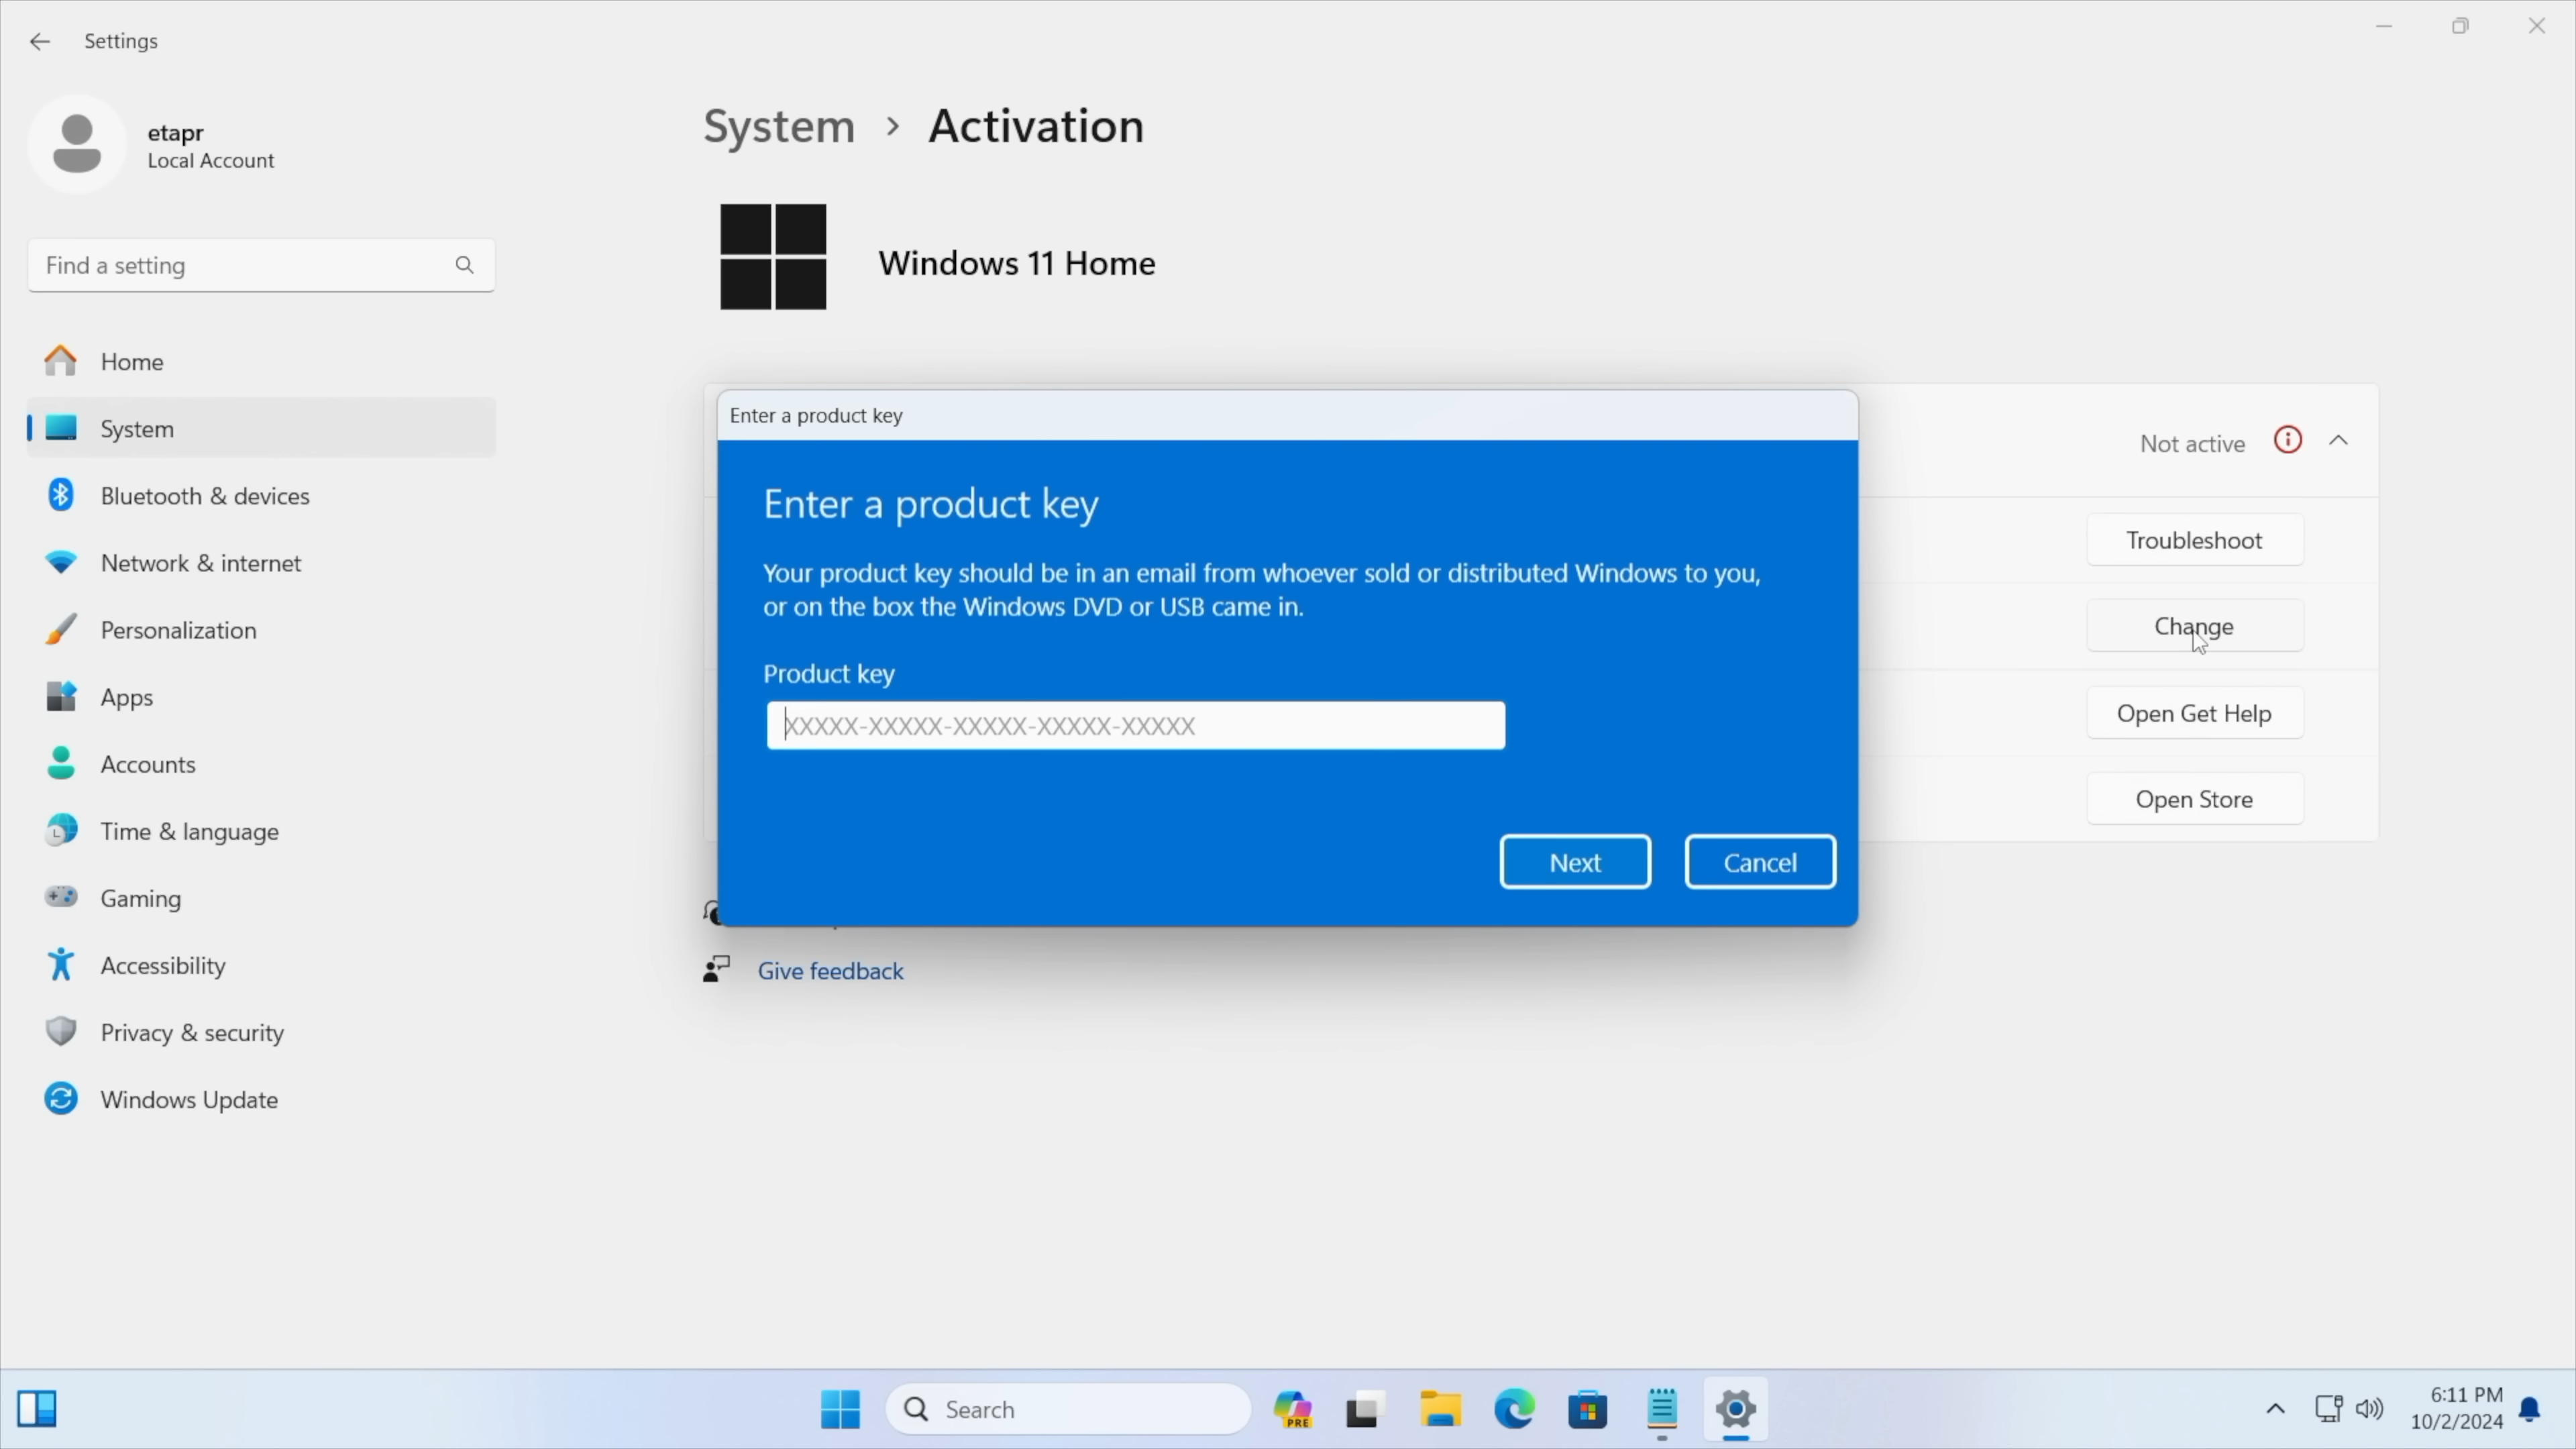 Settings
etapr
Local Account
Find a setting
Home
System
Bluetooth & devices
Network & internet
Personalization
Apps
Accounts
Time & language
Gaming
Accessibility
Privacy & security
Windows Update
System > Activation
Windows 11 Home
Not active
Troubleshoot
Change
Open Get Help
Open Store
Enter a product key
Enter a product key
Your product key should be in an email from whoever sold or distributed Windows to you,
or on the box the Windows DVD or USB came in.
Product key
XXXXX-XXXXX-XXXXX-XXXXX-XXXXX
Next
Cancel
Give feedback
Search
PRE
6:11 PM
10/2/2024